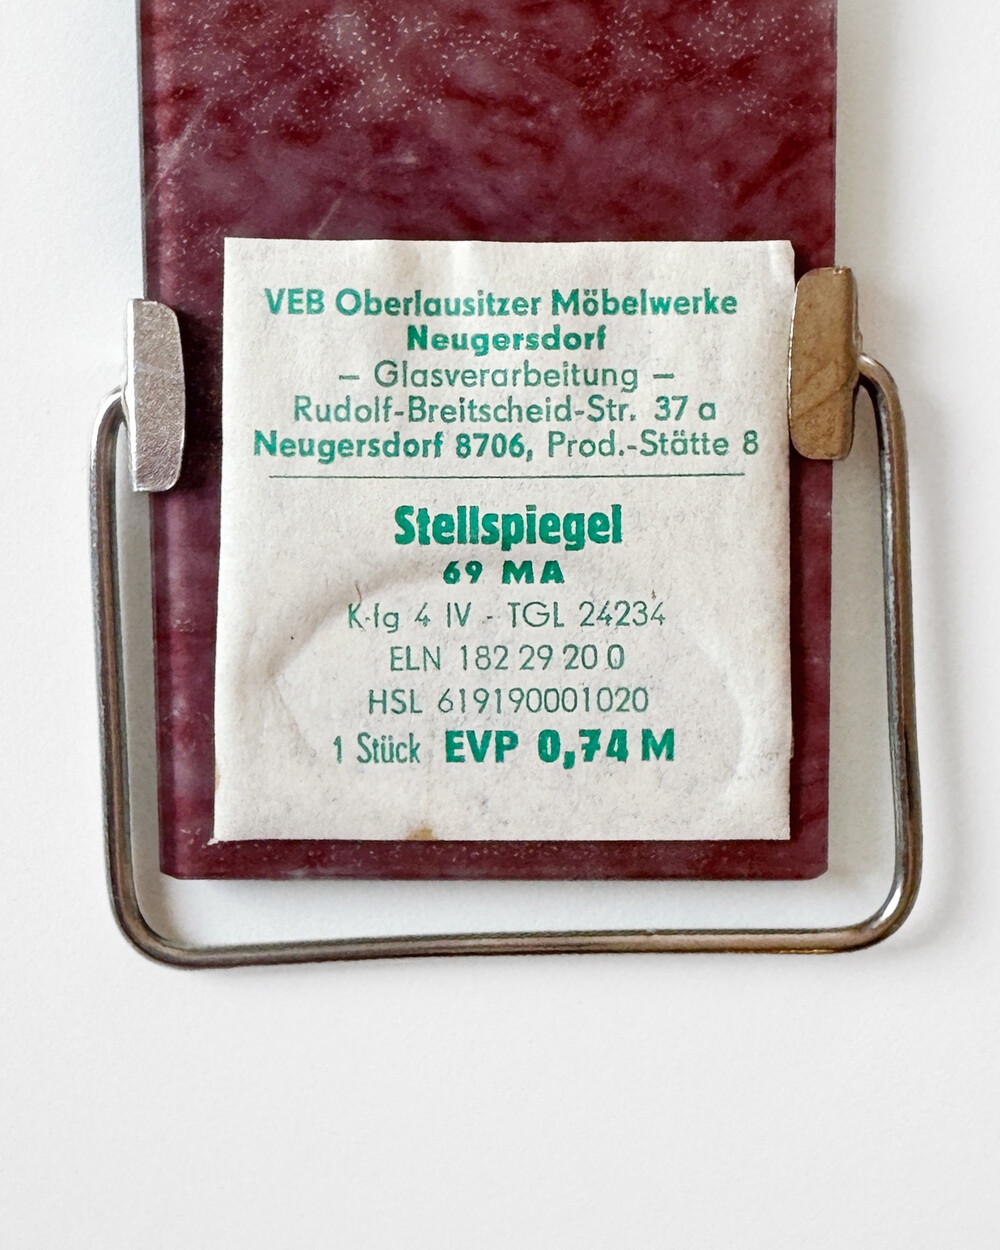 VEB Oberlausitzer Möbelwerke
Neugersdorf
— Glasverarbeitung —
Rudolf-Breitscheid-Str. 37 a
Neugersdorf 8706, Prod.-Stätte 8
Stellspiegel
69 MA
K-fg 4 IV - TGL 24234
ELN 182 29 20 0
HSL 619190001020
1 Stück EVP 0,74 M